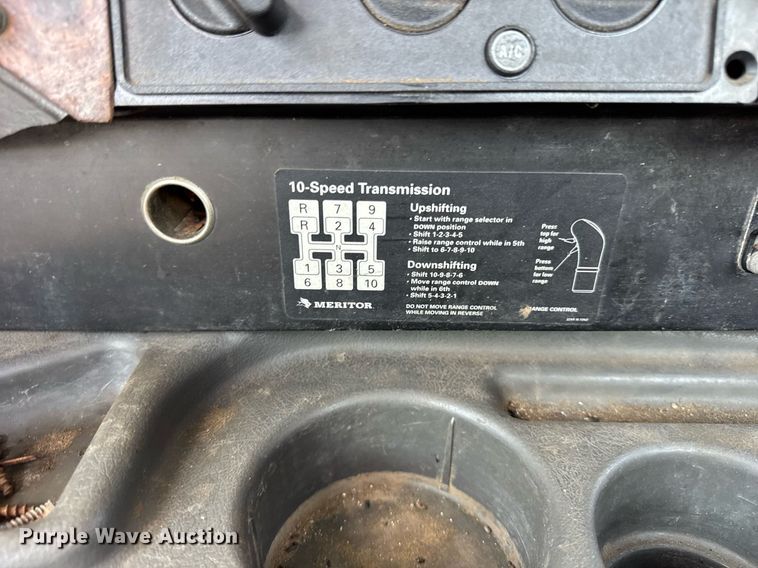 A/C
10-Speed Transmission
R 7 9
R 2 4
N
1 3 5
6 8 10
MERITOR
Upshifting
• Start with range selector in
DOWN position
• Shift 1-2-3-4-5
• Raise range control while in 5th
• Shift to 6-7-8-9-10
Downshifting
• Shift 10-9-8-7-6
• Move range control DOWN
while in 6th
• Shift 5-4-3-2-1
DO NOT MOVE RANGE CONTROL
WHILE MOVING IN REVERSE
Press
top for
high
range
Press
bottom
for low
range
RANGE CONTROL
Purple Wave Auction